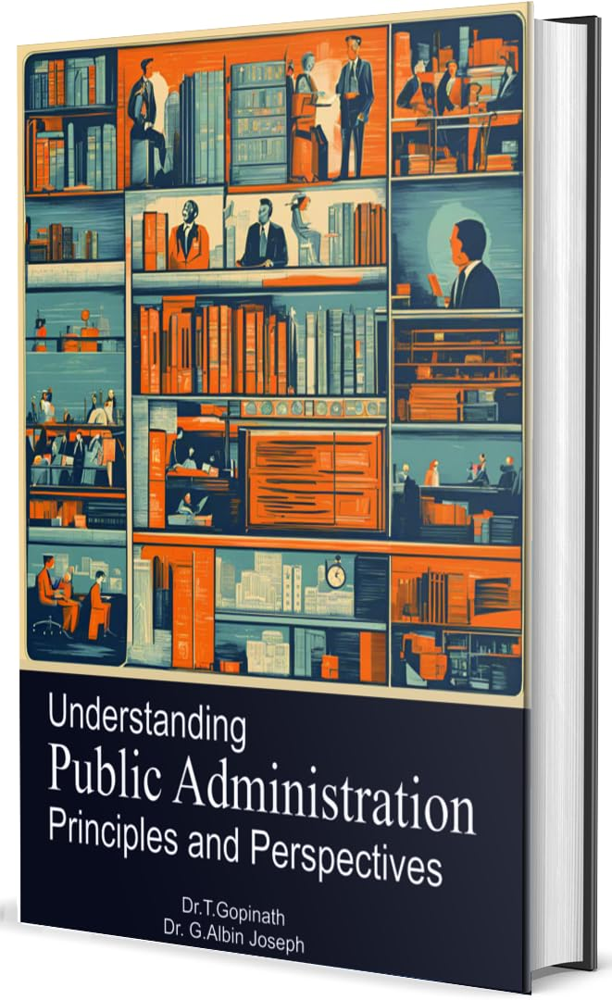 Understanding
Public Administration
Principles and Perspectives
Dr.T.Gopinath
Dr. G.Albin Joseph